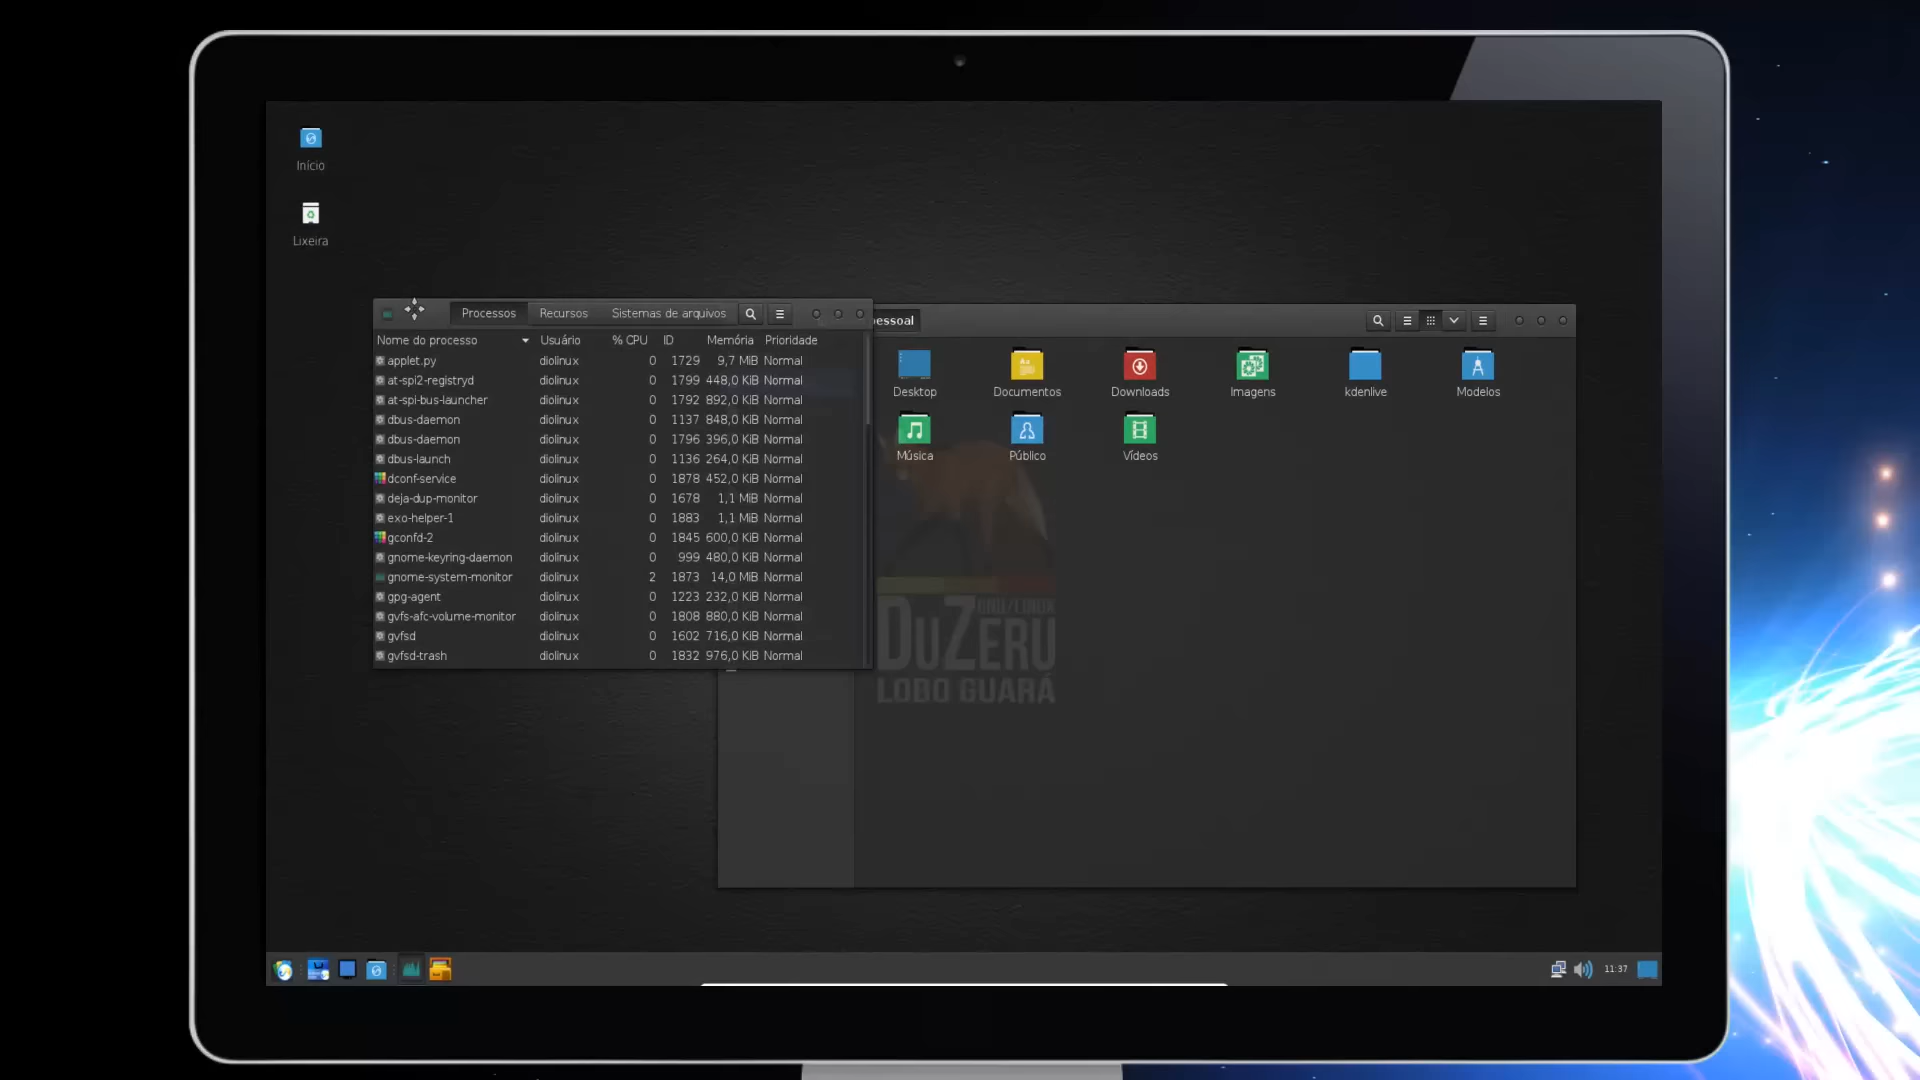 Início
Lixeira
Processos Recursos Sistemas de arquivos
Nome do processo Usuário % CPU ID Memória Prioridade
applet.py diolinux 0 1729 9,7 MiB Normal
at-spi2-registryd diolinux 0 1799 448,0 KiB Normal
at-spi-bus-launcher diolinux 0 1792 892,0 KiB Normal
dbus-daemon diolinux 0 1137 848,0 KiB Normal
dbus-daemon diolinux 0 1796 396,0 KiB Normal
dbus-launch diolinux 0 1136 264,0 KiB Normal
dconf-service diolinux 0 1878 452,0 KiB Normal
deja-dup-monitor diolinux 0 1678 1,1 MiB Normal
exo-helper-1 diolinux 0 1883 1,1 MiB Normal
gconfd-2 diolinux 0 1845 600,0 KiB Normal
gnome-keyring-daemon diolinux 0 999 480,0 KiB Normal
gnome-system-monitor diolinux 2 1873 14,0 MiB Normal
gpg-agent diolinux 0 1223 232,0 KiB Normal
gvfs-afc-volume-monitor diolinux 0 1808 880,0 KiB Normal
gvfsd diolinux 0 1602 716,0 KiB Normal
gvfsd-trash diolinux 0 1832 976,0 KiB Normal
essoal
Desktop Documentos Downloads Imagens kdenlive Modelos
Música Público Vídeos
GNU/LINUX
DUZERU
LOBO GUARÁ
11:37